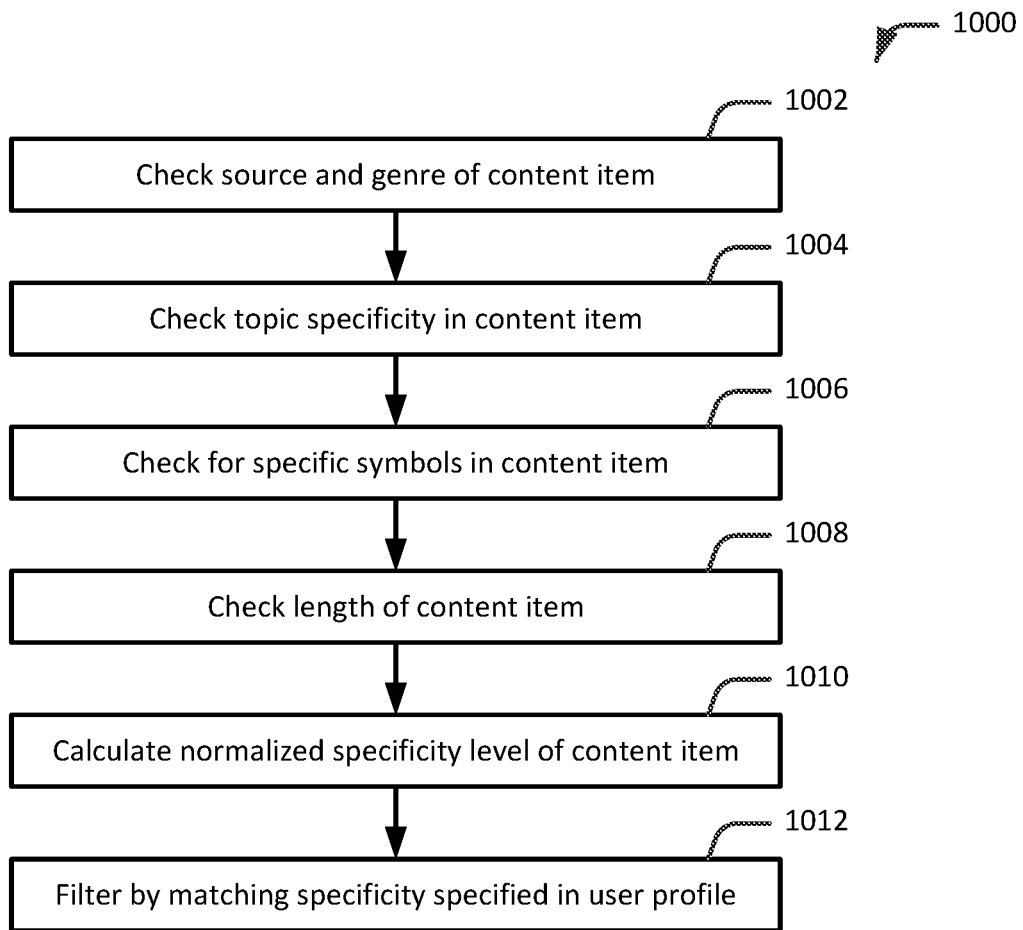 1000
1002
Check source and genre of content item
1004
Check topic specificity in content item
1006
Check for specific symbols in content item
1008
Check length of content item
1010
Calculate normalized specificity level of content item
1012
Filter by matching specificity specified in user profile